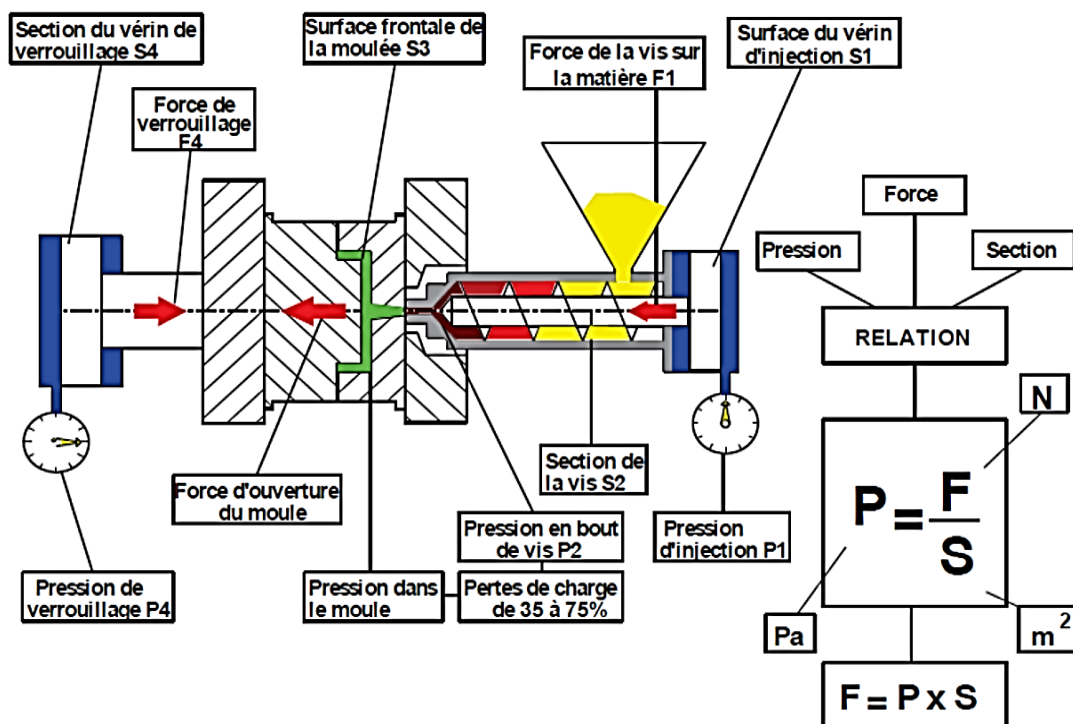 Section du vérin de
verrouillage S4
Surface frontale de
la moulée S3
Force de la vis sur
la matière F1
Surface du vérin
d'injection S1
Force de
verrouillage
F4
Force
Pression
Section
RELATION
N
P = F
S
Pa
m²
F = P x S
Force d'ouverture
du moule
Section de
la vis S2
Pression en bout
de vis P2
Pression
d'injection P1
Pression de
verrouillage P4
Pression dans
le moule
Pertes de charge
de 35 à 75%